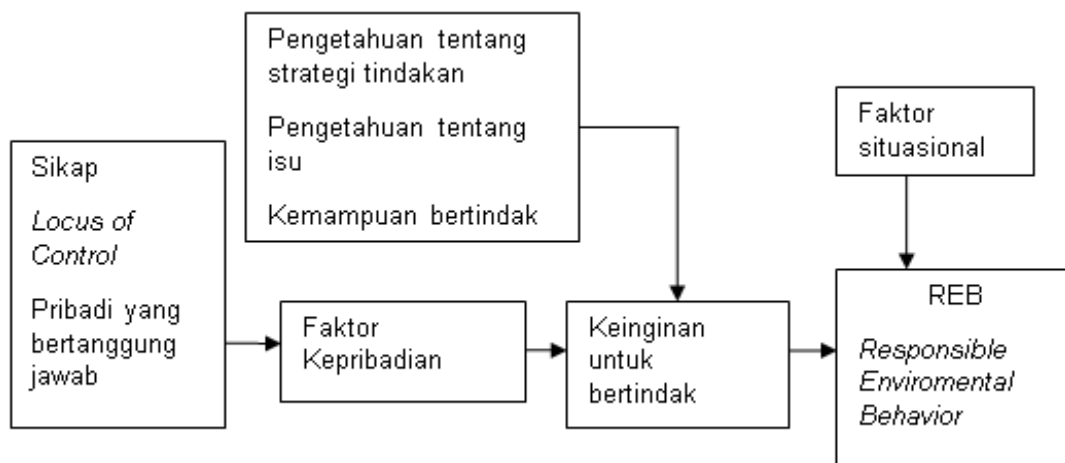 Pengetahuan tentang
strategi tindakan
Pengetahuan tentang
isu
Kemampuan bertindak
Faktor
situasional
Sikap
Locus of
Control
Pribadi yang
bertanggung
jawab
Faktor
Kepribadian
Keinginan
untuk
bertindak
REB
Responsible
Enviromental
Behavior